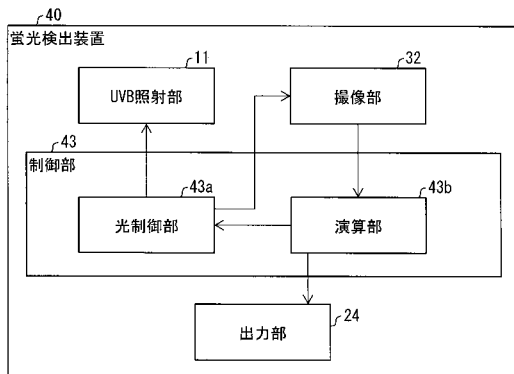 40
蛍光検出装置
11
UVB照射部
32
撮像部
43
制御部
43a
光制御部
43b
演算部
出力部
24